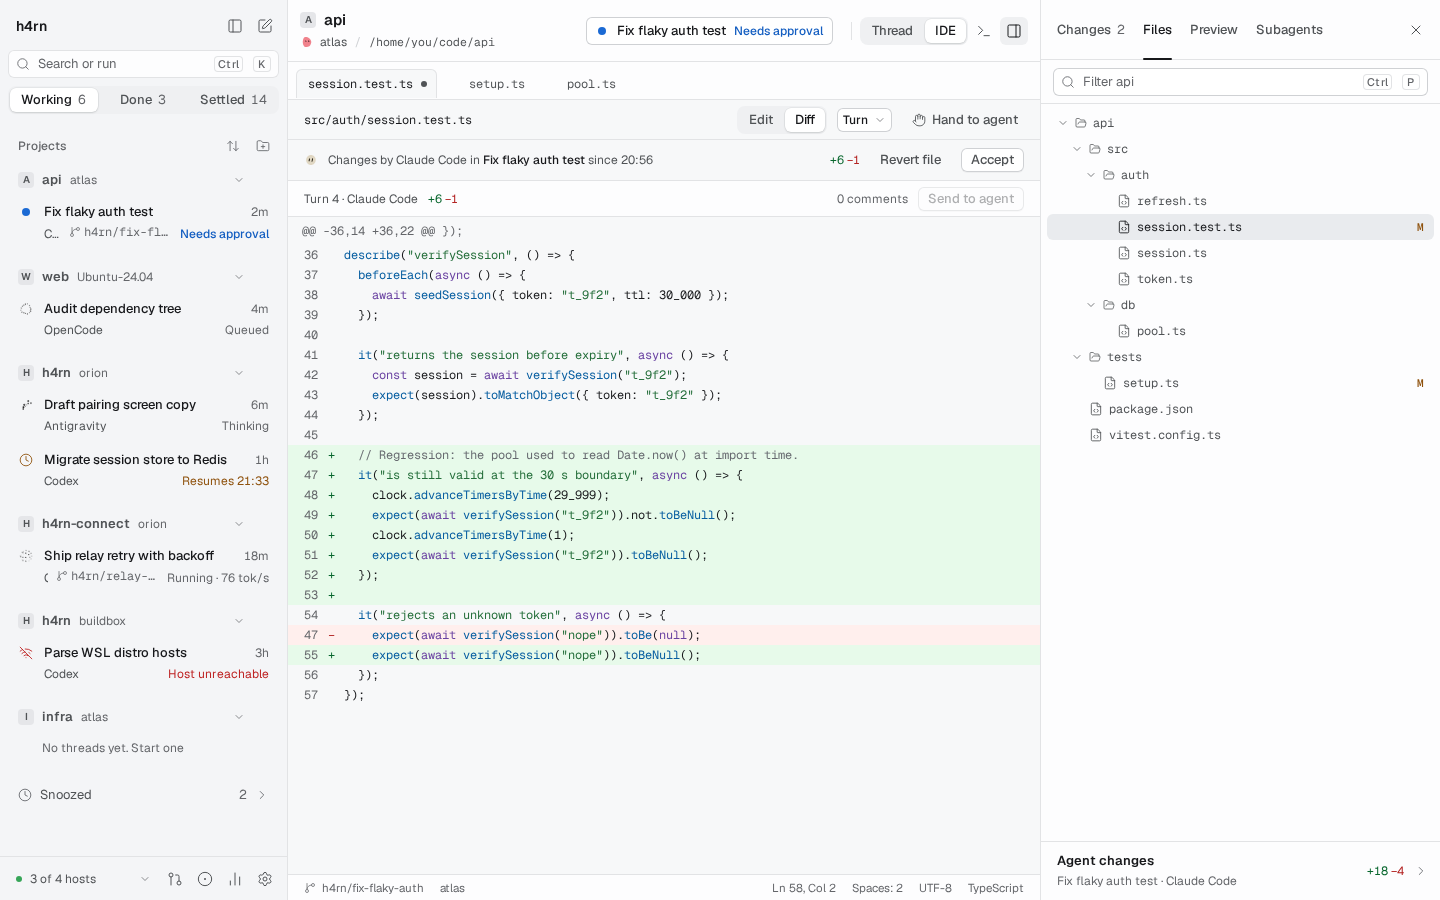 h4rn
Search or run Ctrl K
Working 6 Done 3 Settled 14
Projects
A api atlas
Fix flaky auth test 2m
C... h4rn/fix-fl... Needs approval
W web Ubuntu-24.04
Audit dependency tree 4m
OpenCode Queued
H h4rn orion
Draft pairing screen copy 6m
Antigravity Thinking
Migrate session store to Redis 1h
Codex Resumes 21:33
H h4rn-connect orion
Ship relay retry with backoff 18m
h4rn/relay-... Running · 76 tok/s
H h4rn buildbox
Parse WSL distro hosts 3h
Codex Host unreachable
I infra atlas
No threads yet. Start one
Snoozed 2
3 of 4 hosts
A api
atlas / /home/you/code/api
Fix flaky auth test Needs approval
Thread IDE
session.test.ts setup.ts pool.ts
src/auth/session.test.ts Edit Diff Turn Hand to agent
Changes by Claude Code in Fix flaky auth test since 20:56 +6 −1 Revert file Accept
Turn 4 · Claude Code +6 −1 0 comments Send to agent
@@ -36,14 +36,22 @@ });
36 describe("verifySession", () => {
37 beforeEach(async () => {
38 await seedSession({ token: "t_9f2", ttl: 30_000 });
39 });
40
41 it("returns the session before expiry", async () => {
42 const session = await verifySession("t_9f2");
43 expect(session).toMatchObject({ token: "t_9f2" });
44 });
45
46 + // Regression: the pool used to read Date.now() at import time.
47 + it("is still valid at the 30 s boundary", async () => {
48 + clock.advanceTimersByTime(29_999);
49 + expect(await verifySession("t_9f2")).not.toBeNull();
50 + clock.advanceTimersByTime(1);
51 + expect(await verifySession("t_9f2")).toBeNull();
52 + });
53 +
54 it("rejects an unknown token", async () => {
47 − expect(await verifySession("nope")).toBe(null);
55 + expect(await verifySession("nope")).toBeNull();
56 });
57 });
h4rn/fix-flaky-auth atlas Ln 58, Col 2 Spaces: 2 UTF-8 TypeScript
Changes 2 Files Preview Subagents
Filter api Ctrl P
api
src
auth
refresh.ts
session.test.ts M
session.ts
token.ts
db
pool.ts
tests
setup.ts M
package.json
vitest.config.ts
Agent changes
Fix flaky auth test · Claude Code +18 −4